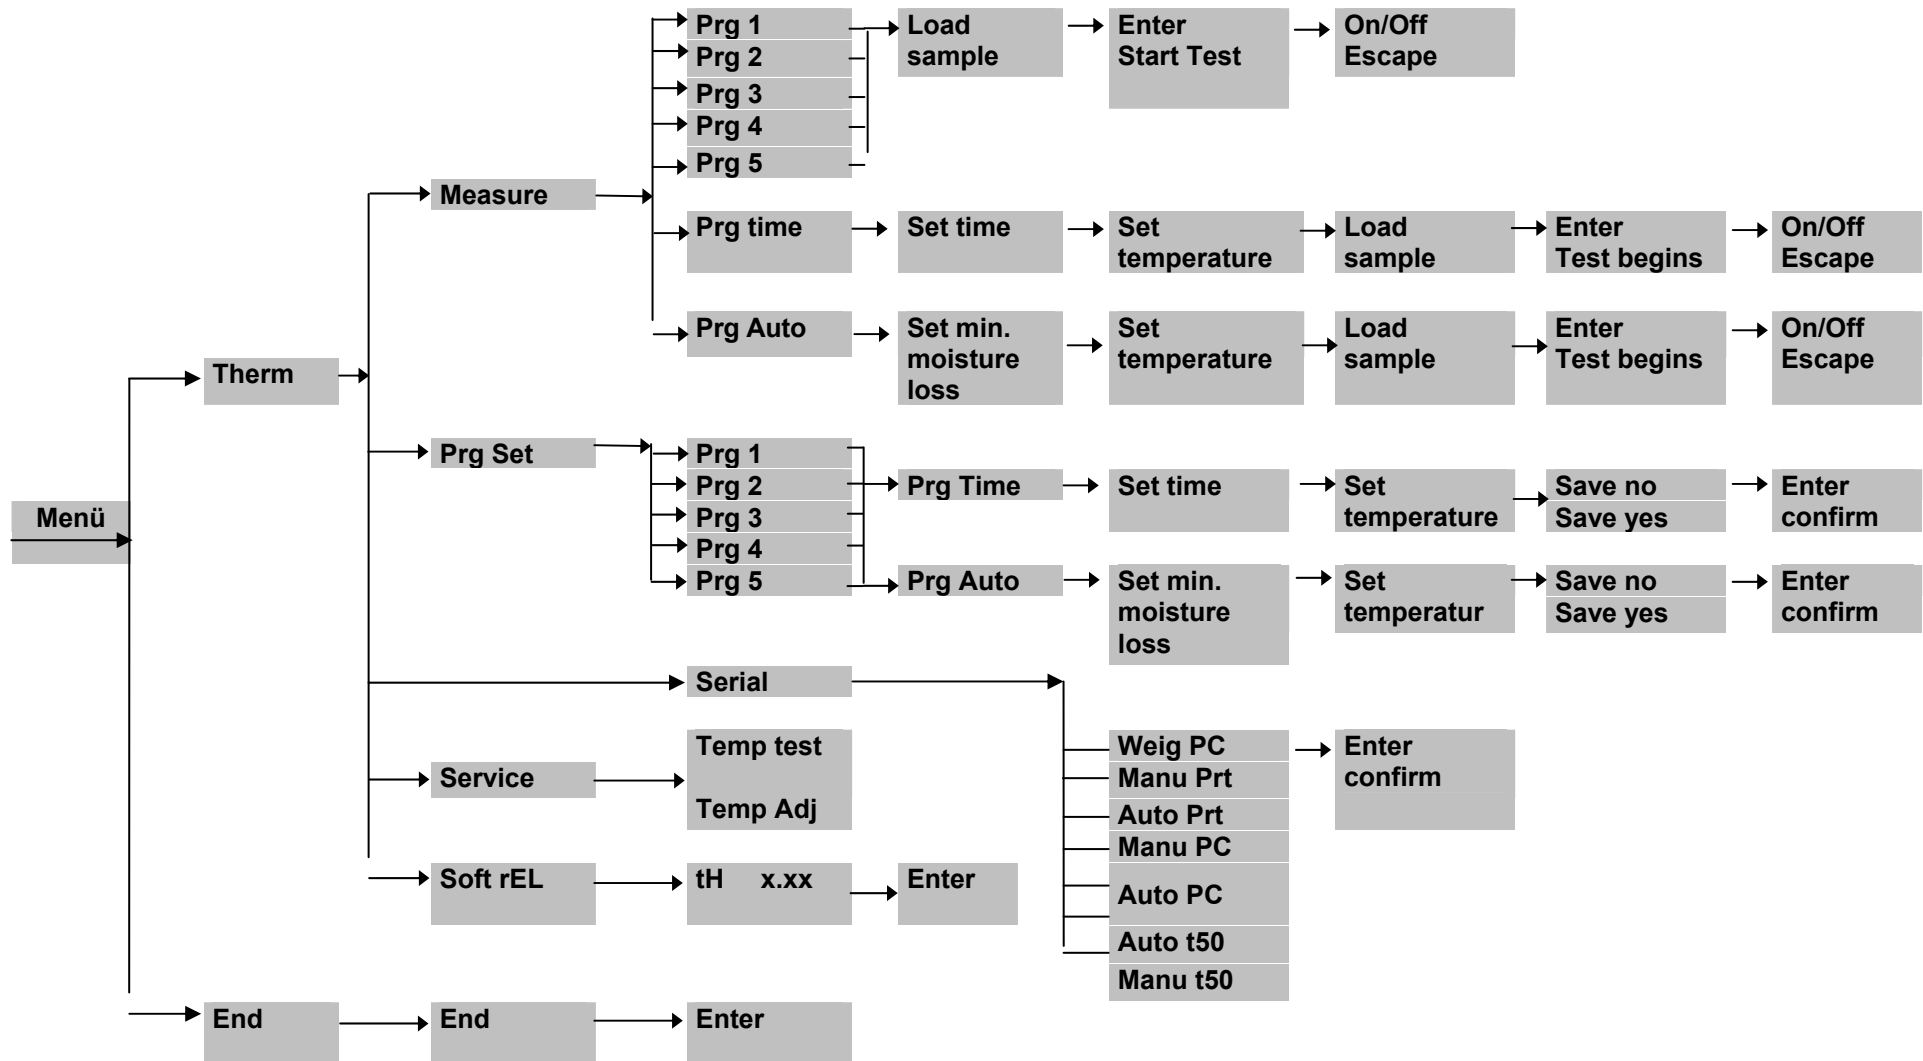 Prg 1
Prg 2
Prg 3
Prg 4
Prg 5
Load
sample
Enter
Start Test
On/Off
Escape
Measure
Prg time
Set time
Set
temperature
Load
sample
Enter
Test begins
On/Off
Escape
Prg Auto
Set min.
moisture
loss
Set
temperature
Load
sample
Enter
Test begins
On/Off
Escape
Therm
Prg Set
Prg 1
Prg 2
Prg 3
Prg 4
Prg 5
Prg Time
Set time
Set
temperature
Save no
Save yes
Enter
confirm
Menü
Prg Auto
Set min.
moisture
loss
Set
temperatur
Save no
Save yes
Enter
confirm
Serial
Weig PC
Manu Prt
Auto Prt
Manu PC
Auto PC
Auto t50
Manu t50
Enter
confirm
Service
Temp test
Temp Adj
Soft rEL
tH x.xx
Enter
End
End
Enter